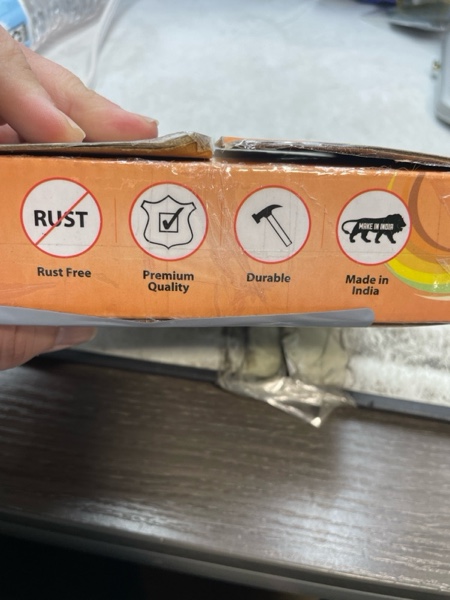 RUST
MAKE IN INDIA
Rust Free
Premium
Quality
Durable
Made in
India